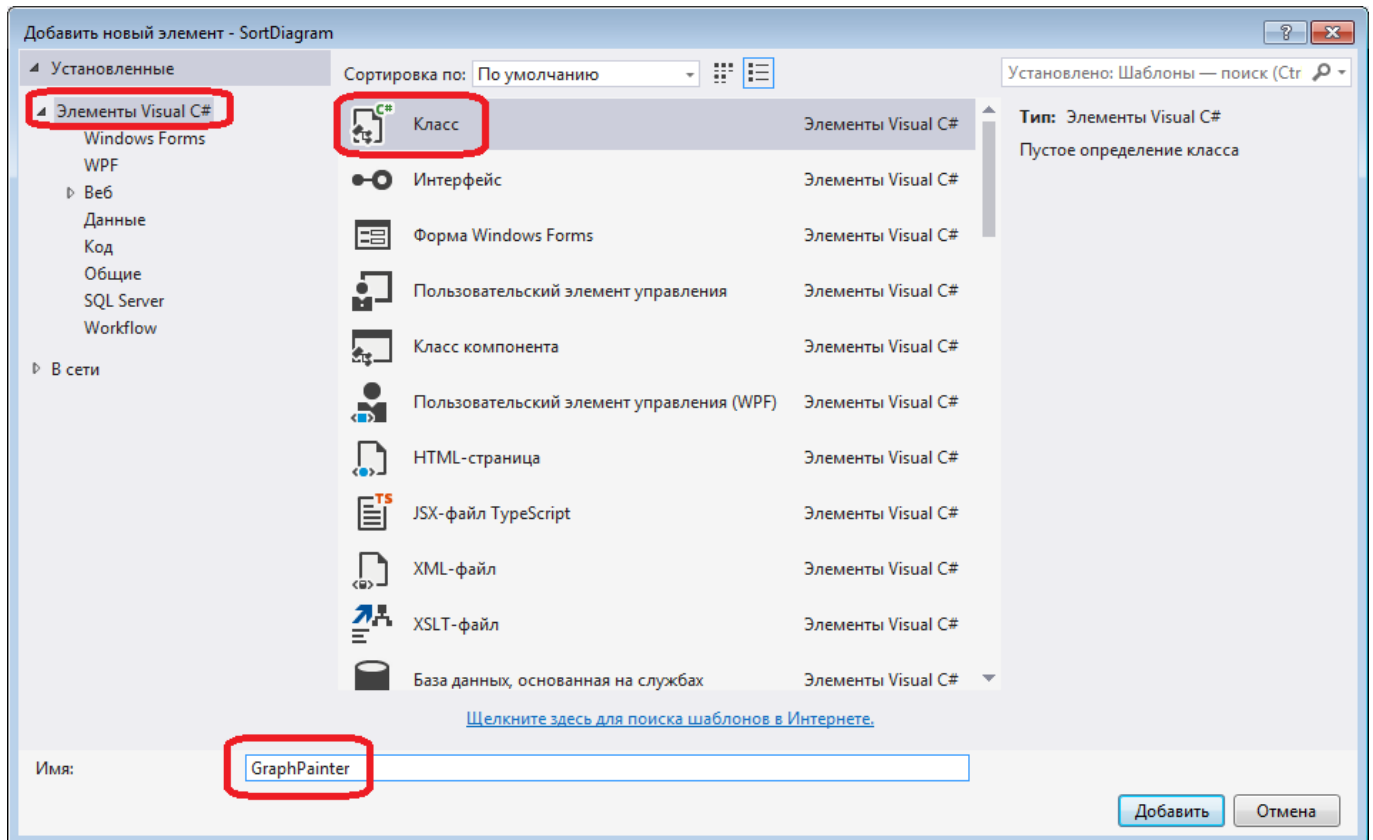 Добавить новый элемент - SortDiagram
Установленные
Сортировка по: По умолчанию
Установлено: Шаблоны — поиск (Ctr
Элементы Visual C#
Windows Forms
WPF
Веб
Данные
Код
Общие
SQL Server
Workflow
В сети
C# Класс Элементы Visual C#
Интерфейс Элементы Visual C#
Форма Windows Forms Элементы Visual C#
Пользовательский элемент управления Элементы Visual C#
Класс компонента Элементы Visual C#
Пользовательский элемент управления (WPF) Элементы Visual C#
HTML-страница Элементы Visual C#
TS JSX-файл TypeScript Элементы Visual C#
XML-файл Элементы Visual C#
XSLT-файл Элементы Visual C#
База данных, основанная на службах Элементы Visual C#
Тип: Элементы Visual C#
Пустое определение класса
Щелкните здесь для поиска шаблонов в Интернете.
Имя: GraphPainter
Добавить Отмена